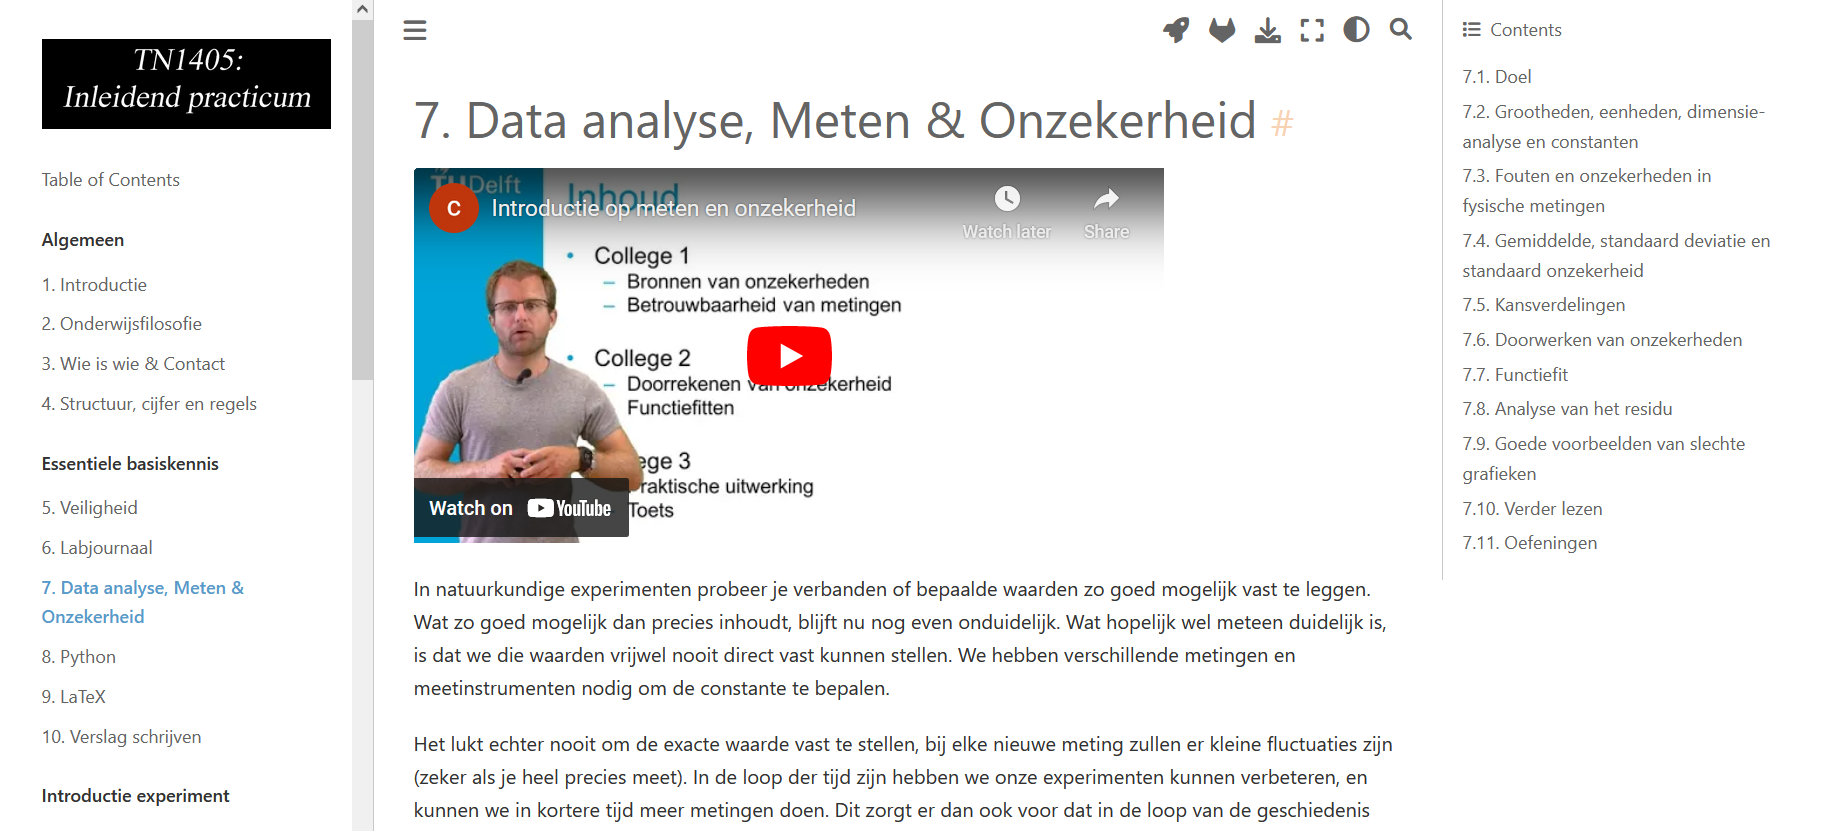 TN1405:
Inleidend practicum
Table of Contents
Algemeen
1. Introductie
2. Onderwijsfilosofie
3. Wie is wie & Contact
4. Structuur, cijfer en regels
Essentiele basiskennis
5. Veiligheid
6. Labjournaal
7. Data analyse, Meten &
Onzekerheid
8. Python
9. LaTeX
10. Verslag schrijven
Introductie experiment
7. Data analyse, Meten & Onzekerheid #
TU Delft
Inhoud
C
Introductie op meten en onzekerheid
Watch later
Share
• College 1
– Bronnen van onzekerheden
– Betrouwbaarheid van metingen
• College 2
– Doorrekenen van onzekerheid
Functiefitten
ege 3
raktische uitwerking
Toets
Watch on YouTube
In natuurkundige experimenten probeer je verbanden of bepaalde waarden zo goed mogelijk vast te leggen.
Wat zo goed mogelijk dan precies inhoudt, blijft nu nog even onduidelijk. Wat hopelijk wel meteen duidelijk is,
is dat we die waarden vrijwel nooit direct vast kunnen stellen. We hebben verschillende metingen en
meetinstrumenten nodig om de constante te bepalen.
Het lukt echter nooit om de exacte waarde vast te stellen, bij elke nieuwe meting zullen er kleine fluctuaties zijn
(zeker als je heel precies meet). In de loop der tijd zijn hebben we onze experimenten kunnen verbeteren, en
kunnen we in kortere tijd meer metingen doen. Dit zorgt er dan ook voor dat in de loop van de geschiedenis
Contents
7.1. Doel
7.2. Grootheden, eenheden, dimensie-
analyse en constanten
7.3. Fouten en onzekerheden in
fysische metingen
7.4. Gemiddelde, standaard deviatie en
standaard onzekerheid
7.5. Kansverdelingen
7.6. Doorwerken van onzekerheden
7.7. Functiefit
7.8. Analyse van het residu
7.9. Goede voorbeelden van slechte
grafieken
7.10. Verder lezen
7.11. Oefeningen